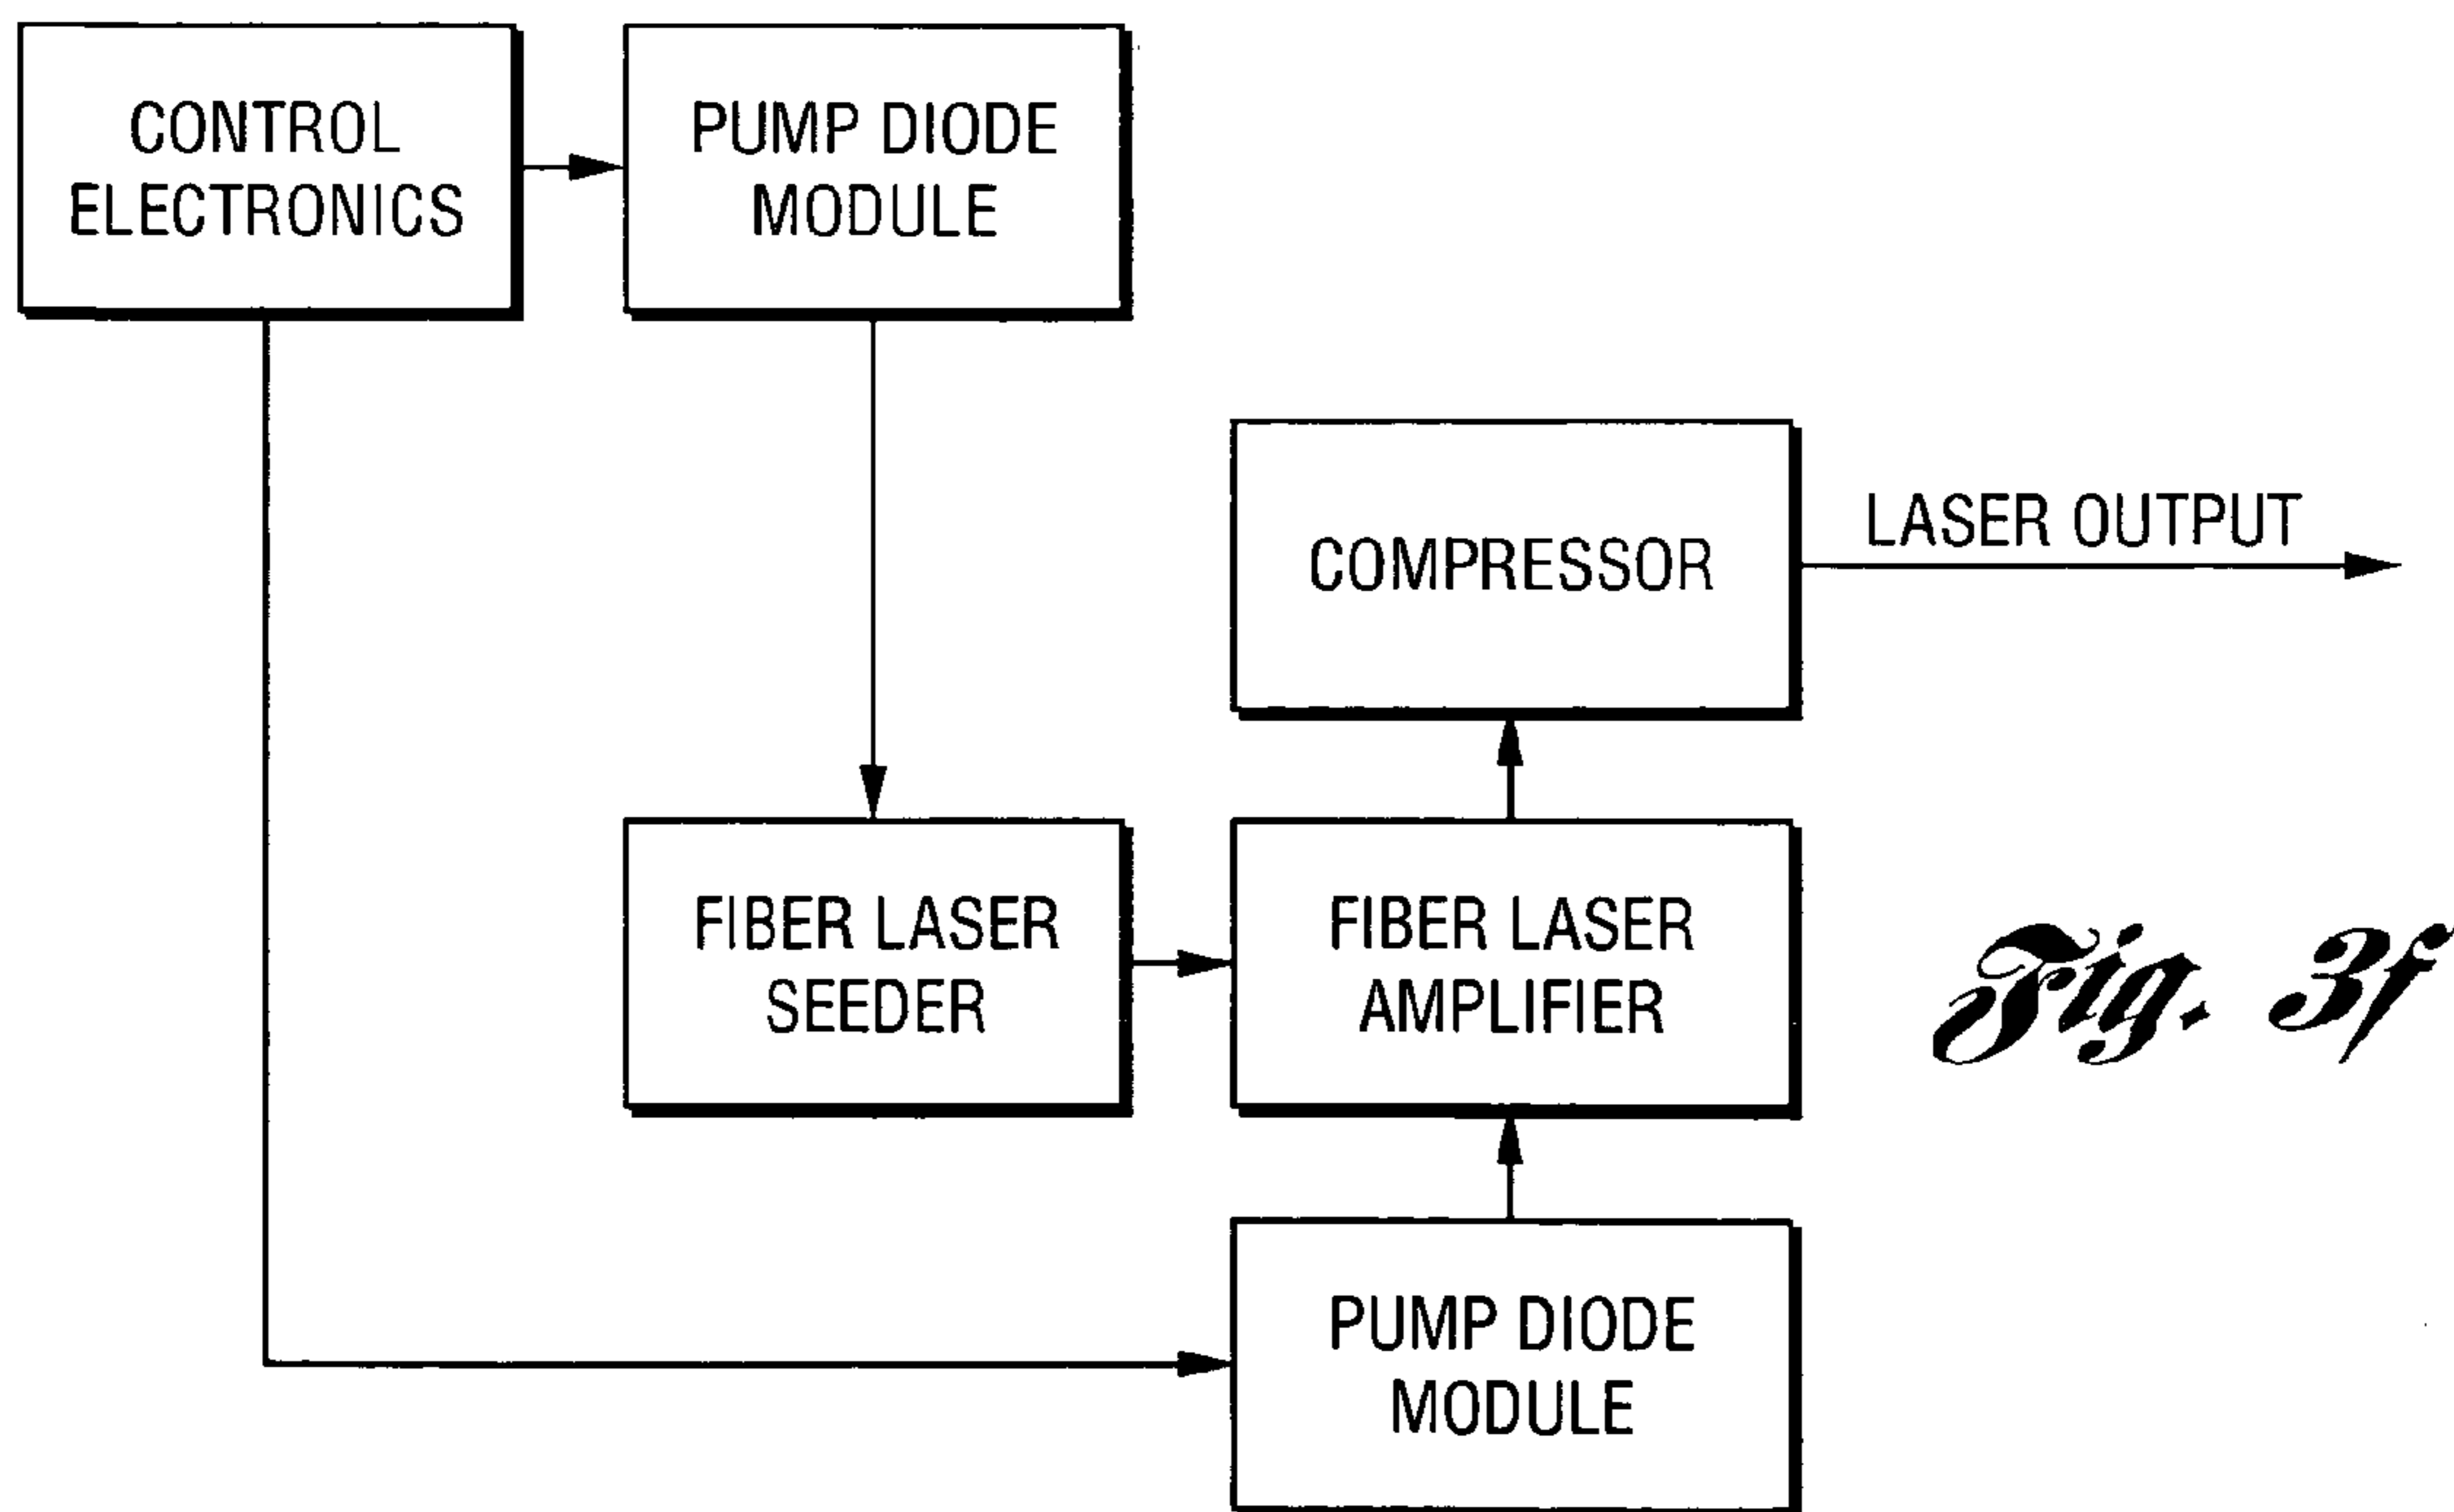 CONTROL
ELECTRONICS
PUMP DIODE
MODULE
COMPRESSOR
LASER OUTPUT
FIBER LASER
SEEDER
FIBER LASER
AMPLIFIER
Fig. 3f
PUMP DIODE
MODULE